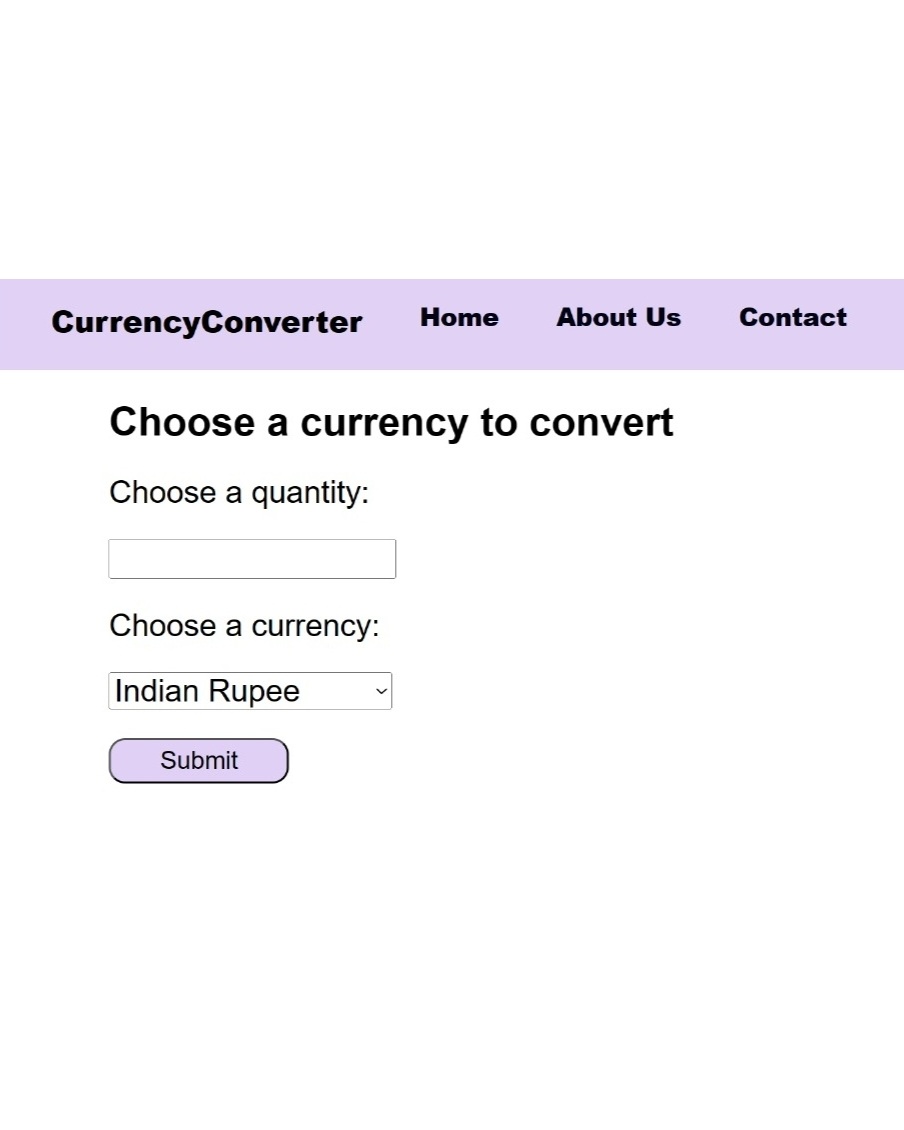 CurrencyConverter Home About Us Contact
Choose a currency to convert
Choose a quantity:
Choose a currency:
Indian Rupee
Submit